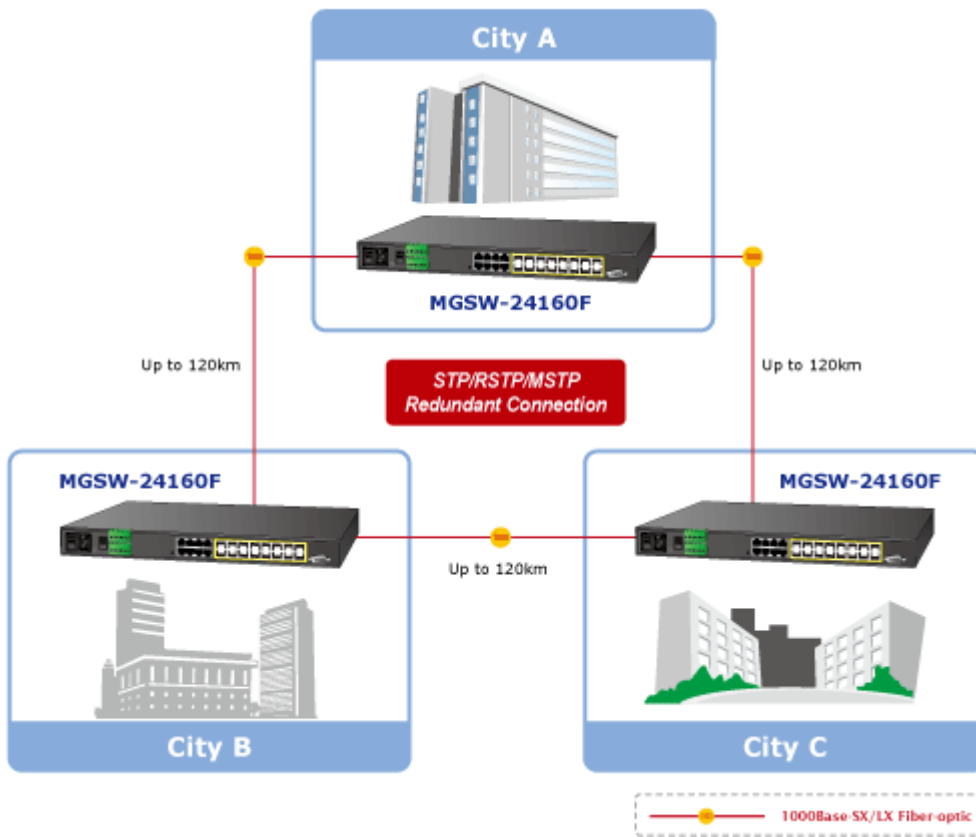 City A
MGSW-24160F
Up to 120km
Up to 120km
STP/RSTP/MSTP
Redundant Connection
MGSW-24160F
MGSW-24160F
Up to 120km
City B
City C
1000Base-SX/LX Fiber-optic